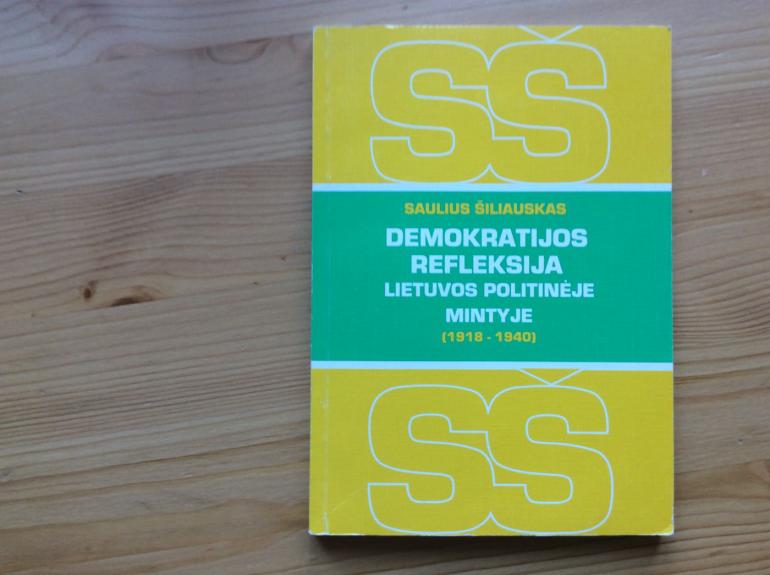 SŠ
SAULIUS ŠILIAUSKAS
DEMOKRATIJOS
REFLEKSIJA
LIETUVOS POLITINĖJE
MINTYJE
(1918 - 1940)
SŠ